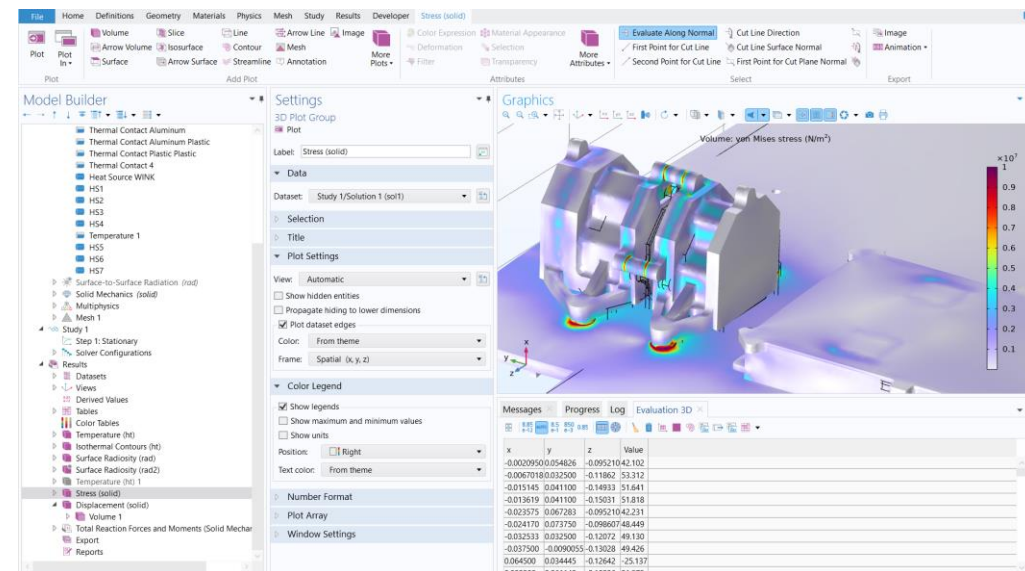 File Home Definitions Geometry Materials Physics Mesh Study Results Developer Stress (solid)
Plot
Plot In
Volume Slice Line Arrow Line Image
Arrow Volume Isosurface Contour Mesh
Surface Arrow Surface Streamline Annotation
More Plots
Color Expression Material Appearance
Deformation Selection
Filter Transparency
More Attributes
Evaluate Along Normal Cut Line Direction
First Point for Cut Line Cut Line Surface Normal
Second Point for Cut Line First Point for Cut Plane Normal
Image
Animation
Plot Add Plot Attributes Select Export
Model Builder
Thermal Contact Aluminum
Thermal Contact Aluminum Plastic
Thermal Contact Plastic Plastic
Thermal Contact 4
Heat Source WINK
HS1
HS2
HS3
HS4
Temperature 1
HS5
HS6
HS7
Surface-to-Surface Radiation (rad)
Solid Mechanics (solid)
Multiphysics
Mesh 1
Study 1
Step 1: Stationary
Solver Configurations
Results
Datasets
Views
Derived Values
Tables
Color Tables
Temperature (ht)
Isothermal Contours (ht)
Surface Radiosity (rad)
Surface Radiosity (rad2)
Temperature (ht) 1
Stress (solid)
Displacement (solid)
Volume 1
Total Reaction Forces and Moments (Solid Mechar
Export
Reports
Settings
3D Plot Group
Plot
Label: Stress (solid)
Data
Dataset: Study 1/Solution 1 (sol1)
Selection
Title
Plot Settings
View: Automatic
Show hidden entities
Propagate hiding to lower dimensions
Plot dataset edges
Color: From theme
Frame: Spatial (x, y, z)
Color Legend
Show legends
Show maximum and minimum values
Show units
Position: Right
Text color: From theme
Number Format
Plot Array
Window Settings
Graphics
Volume: von Mises stress (N/m²)
×10⁷
1
0.9
0.8
0.7
0.6
0.5
0.4
0.3
0.2
0.1
x
y
z
Messages Progress Log Evaluation 3D
x y z Value
-0.0020950 0.054826 -0.095210 42.102
-0.0067018 0.032500 -0.11862 53.312
-0.015145 0.041100 -0.14933 51.641
-0.013619 0.041100 -0.15031 51.818
-0.023575 0.067283 -0.095210 42.231
-0.024170 0.073750 -0.098607 48.449
-0.032533 0.032500 -0.12072 49.130
-0.037500 -0.0090055 -0.13028 49.426
0.064500 0.034445 -0.12642 -25.137